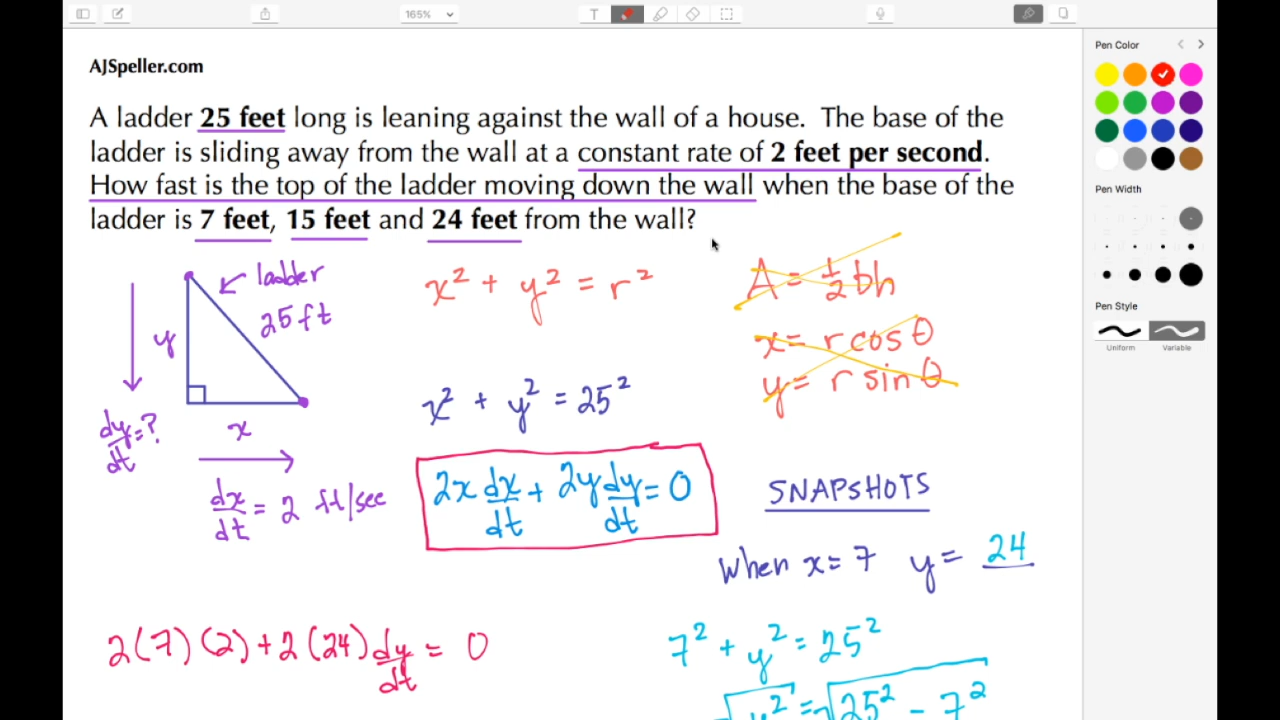 165%
T
Pen Color
AJSpeller.com
A ladder 25 feet long is leaning against the wall of a house. The base of the
ladder is sliding away from the wall at a constant rate of 2 feet per second.
How fast is the top of the ladder moving down the wall when the base of the
ladder is 7 feet, 15 feet and 24 feet from the wall?
Pen Width
Pen Style
Uniform Variable
ladder
25ft
y
x
dy/dt = ?
dx/dt = 2 ft/sec
x² + y² = r²
A = ½bh
x = r cos θ
y = r sin θ
x² + y² = 25²
2x dx/dt + 2y dy/dt = 0
SNAPSHOTS
When x = 7 y = 24
2(7)(2) + 2(24) dy/dt = 0
7² + y² = 25²
√y² = √25² - 7²